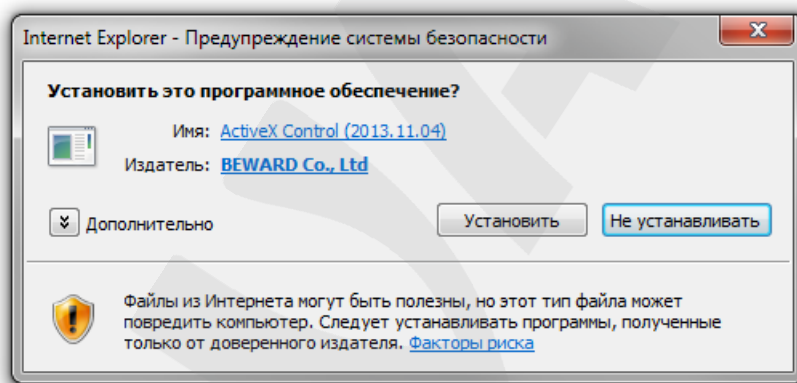 Internet Explorer - Предупреждение системы безопасности
Установить это программное обеспечение?
Имя: ActiveX Control (2013.11.04)
Издатель: BEWARD Co., Ltd
Дополнительно
Установить
Не устанавливать
Файлы из Интернета могут быть полезны, но этот тип файла может
повредить компьютер. Следует устанавливать программы, полученные
только от доверенного издателя. Факторы риска